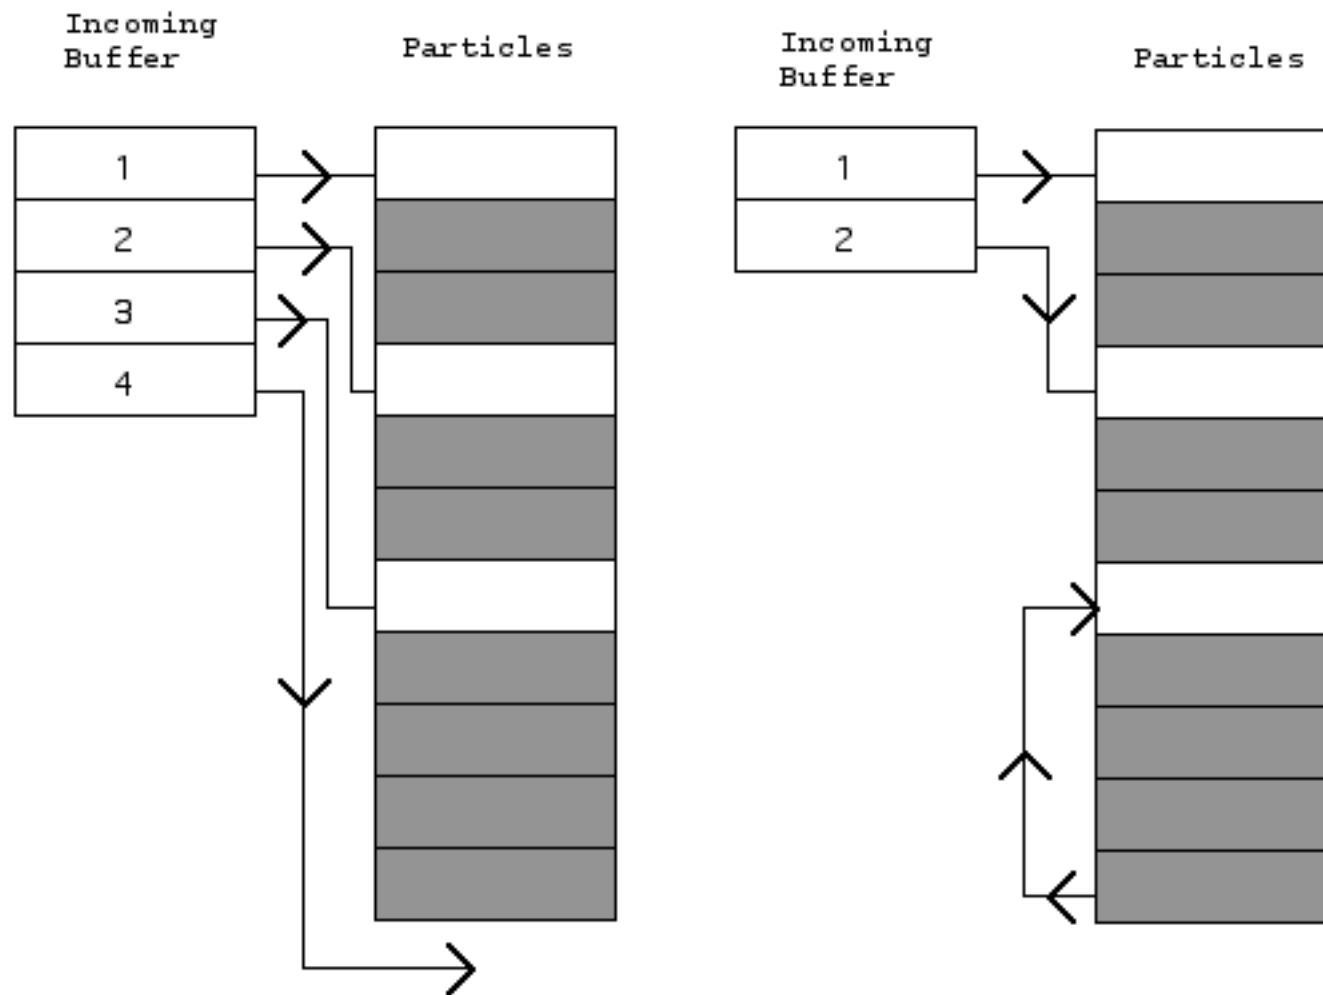 Incoming
Buffer
Particles
1
2
3
4
Incoming
Buffer
Particles
1
2